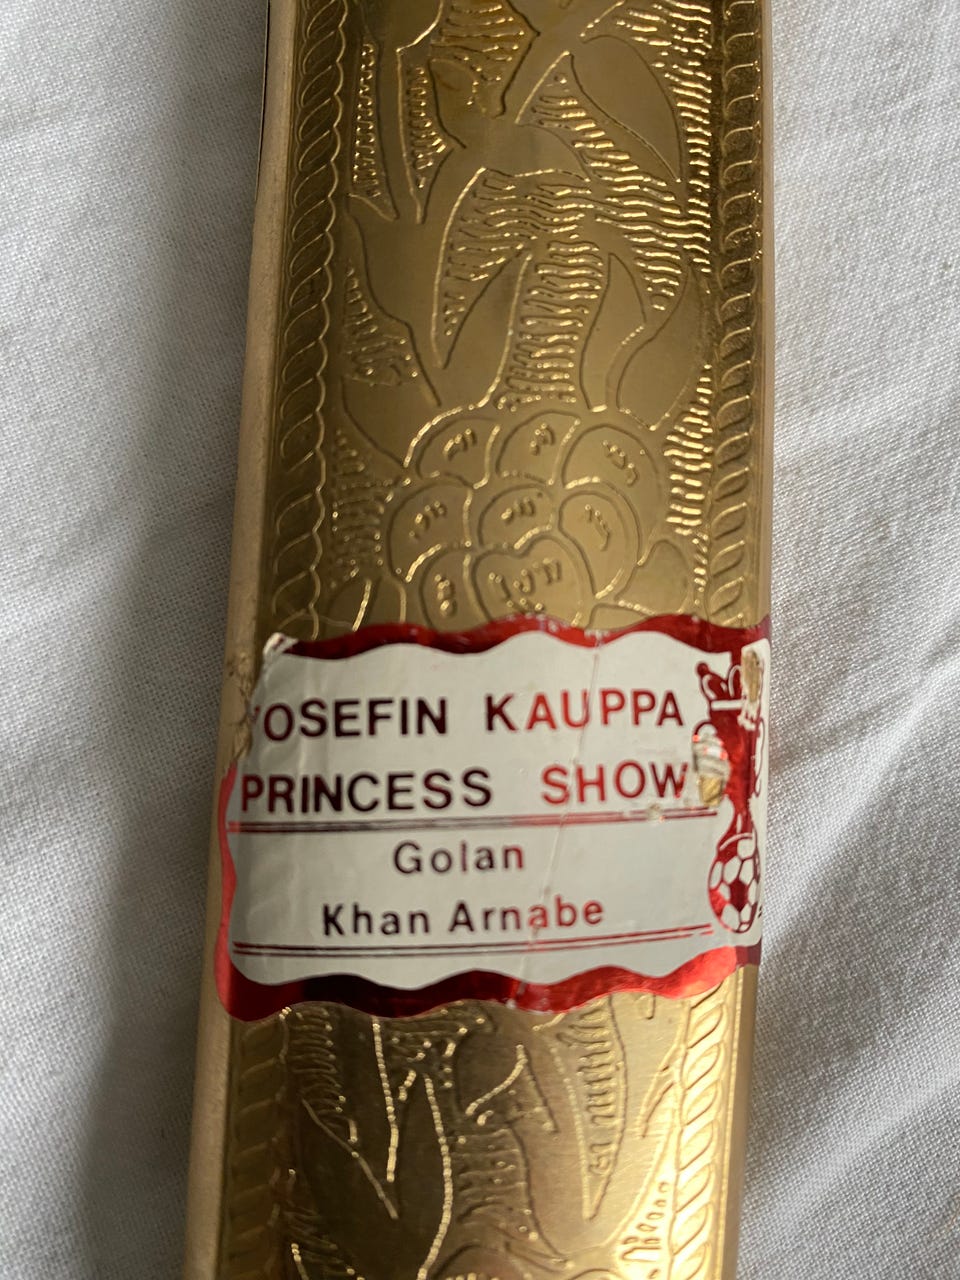 YOSEFIN KAUPPA
PRINCESS SHOW
Golan
Khan Arnabe